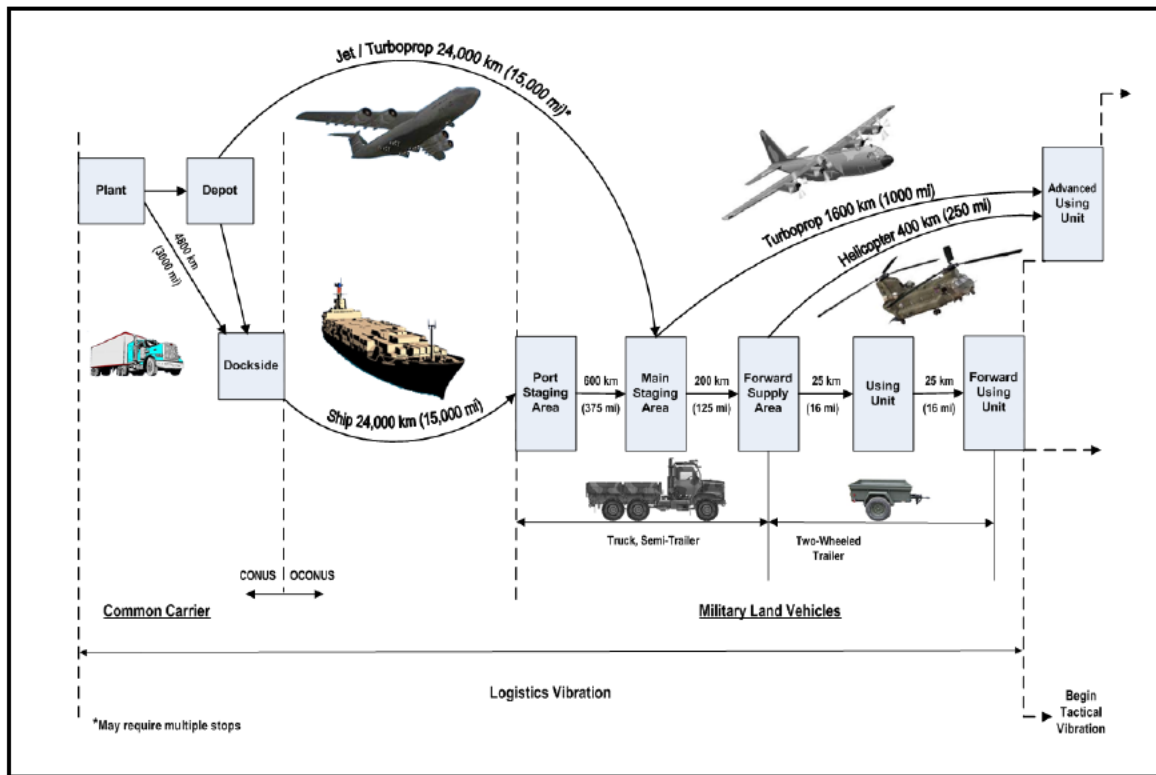 Jet / Turboprop 24,000 km (15,000 mi)*
Plant
Depot
4800 km
(3000 mi)
Dockside
Ship 24,000 km (15,000 mi)
Turboprop 1600 km (1000 mi)
Helicopter 400 km (250 mi)
Advanced
Using
Unit
Port
Staging
Area
600 km
(375 mi)
Main
Staging
Area
200 km
(125 mi)
Forward
Supply
Area
25 km
(16 mi)
Using
Unit
25 km
(16 mi)
Forward
Using
Unit
Truck, Semi-Trailer
Two-Wheeled
Trailer
CONUS
OCONUS
Common Carrier
Military Land Vehicles
Logistics Vibration
*May require multiple stops
Begin
Tactical
Vibration